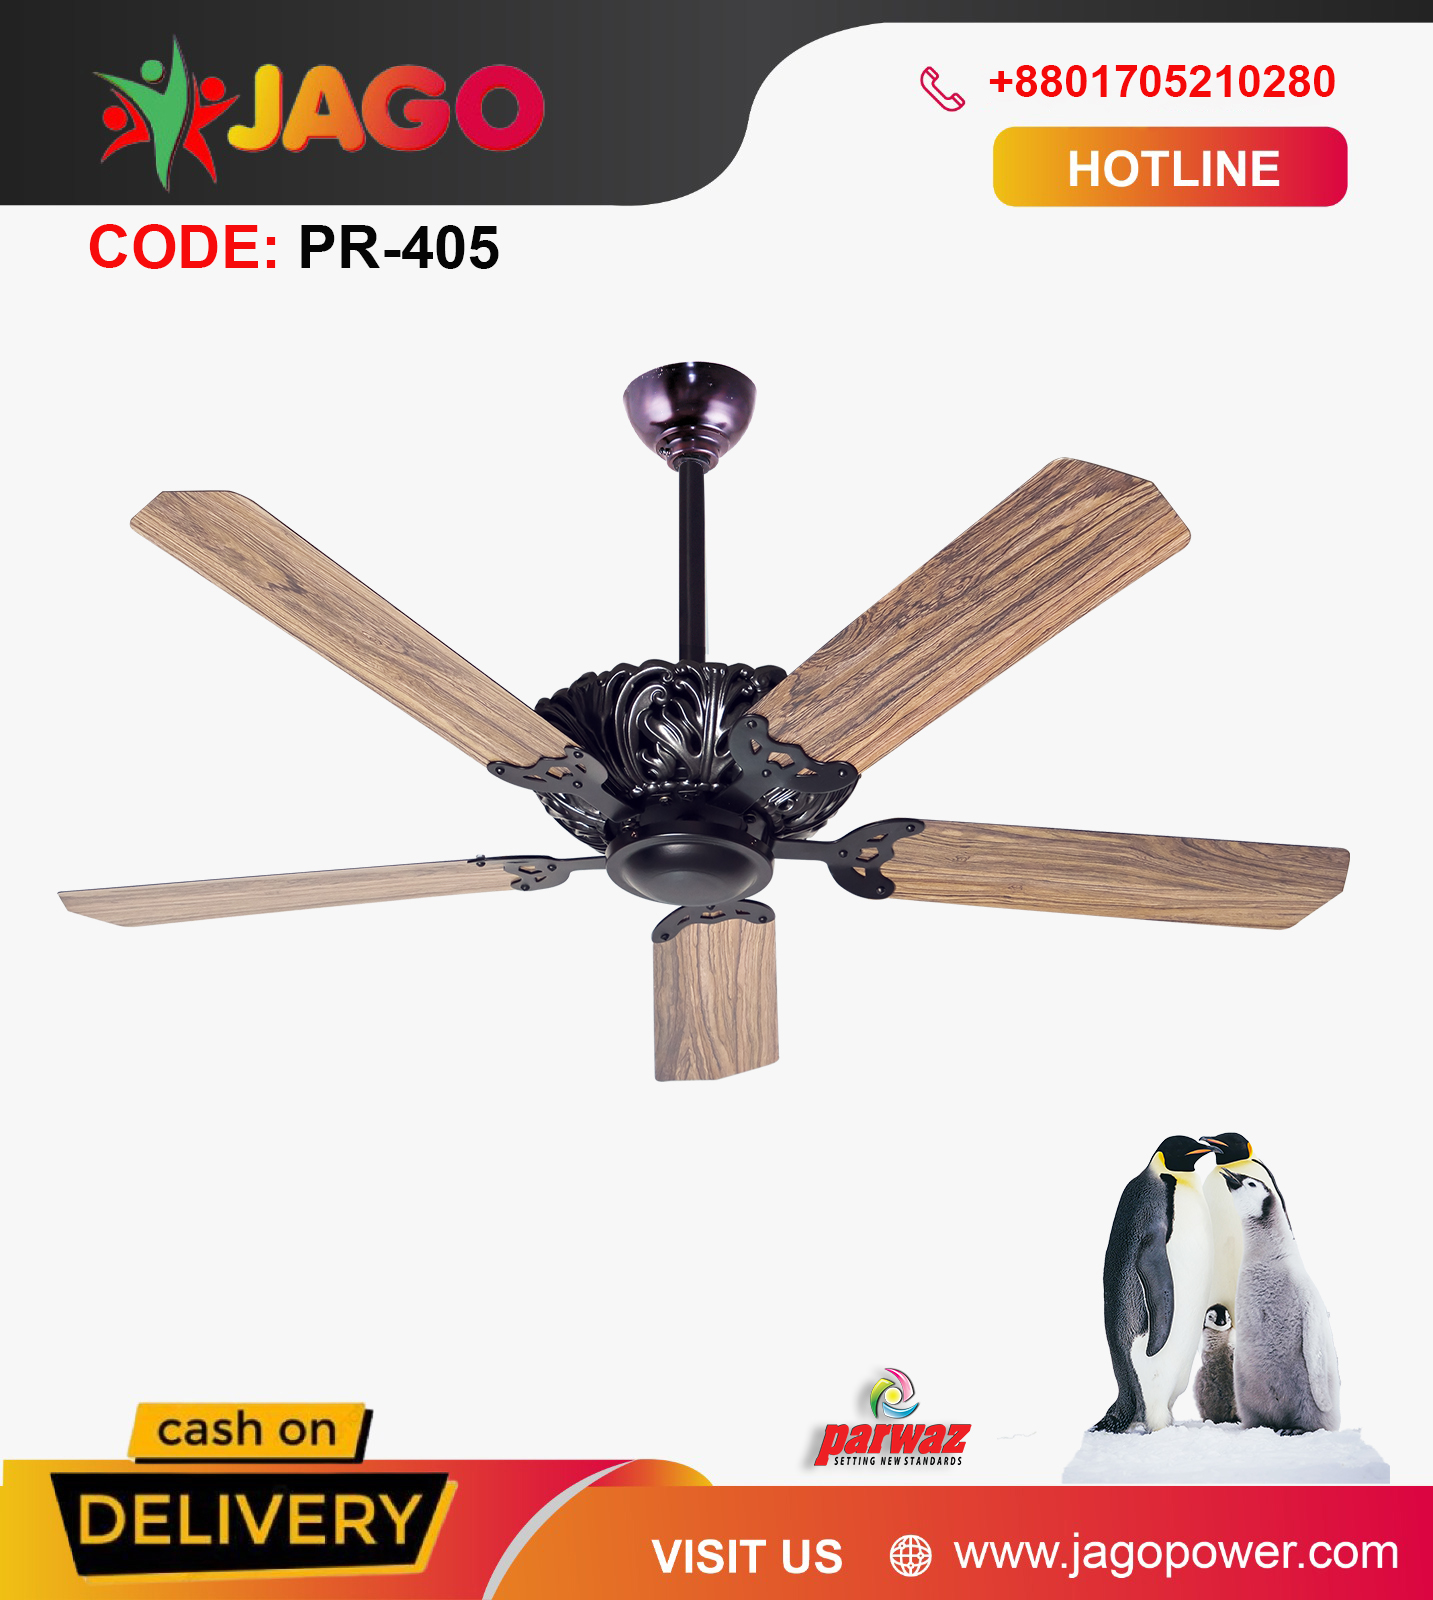 JAGO
+8801705210280
HOTLINE
CODE: PR-405
cash on
DELIVERY
parwaz
SETTING NEW STANDARDS
VISIT US
www.jagopower.com